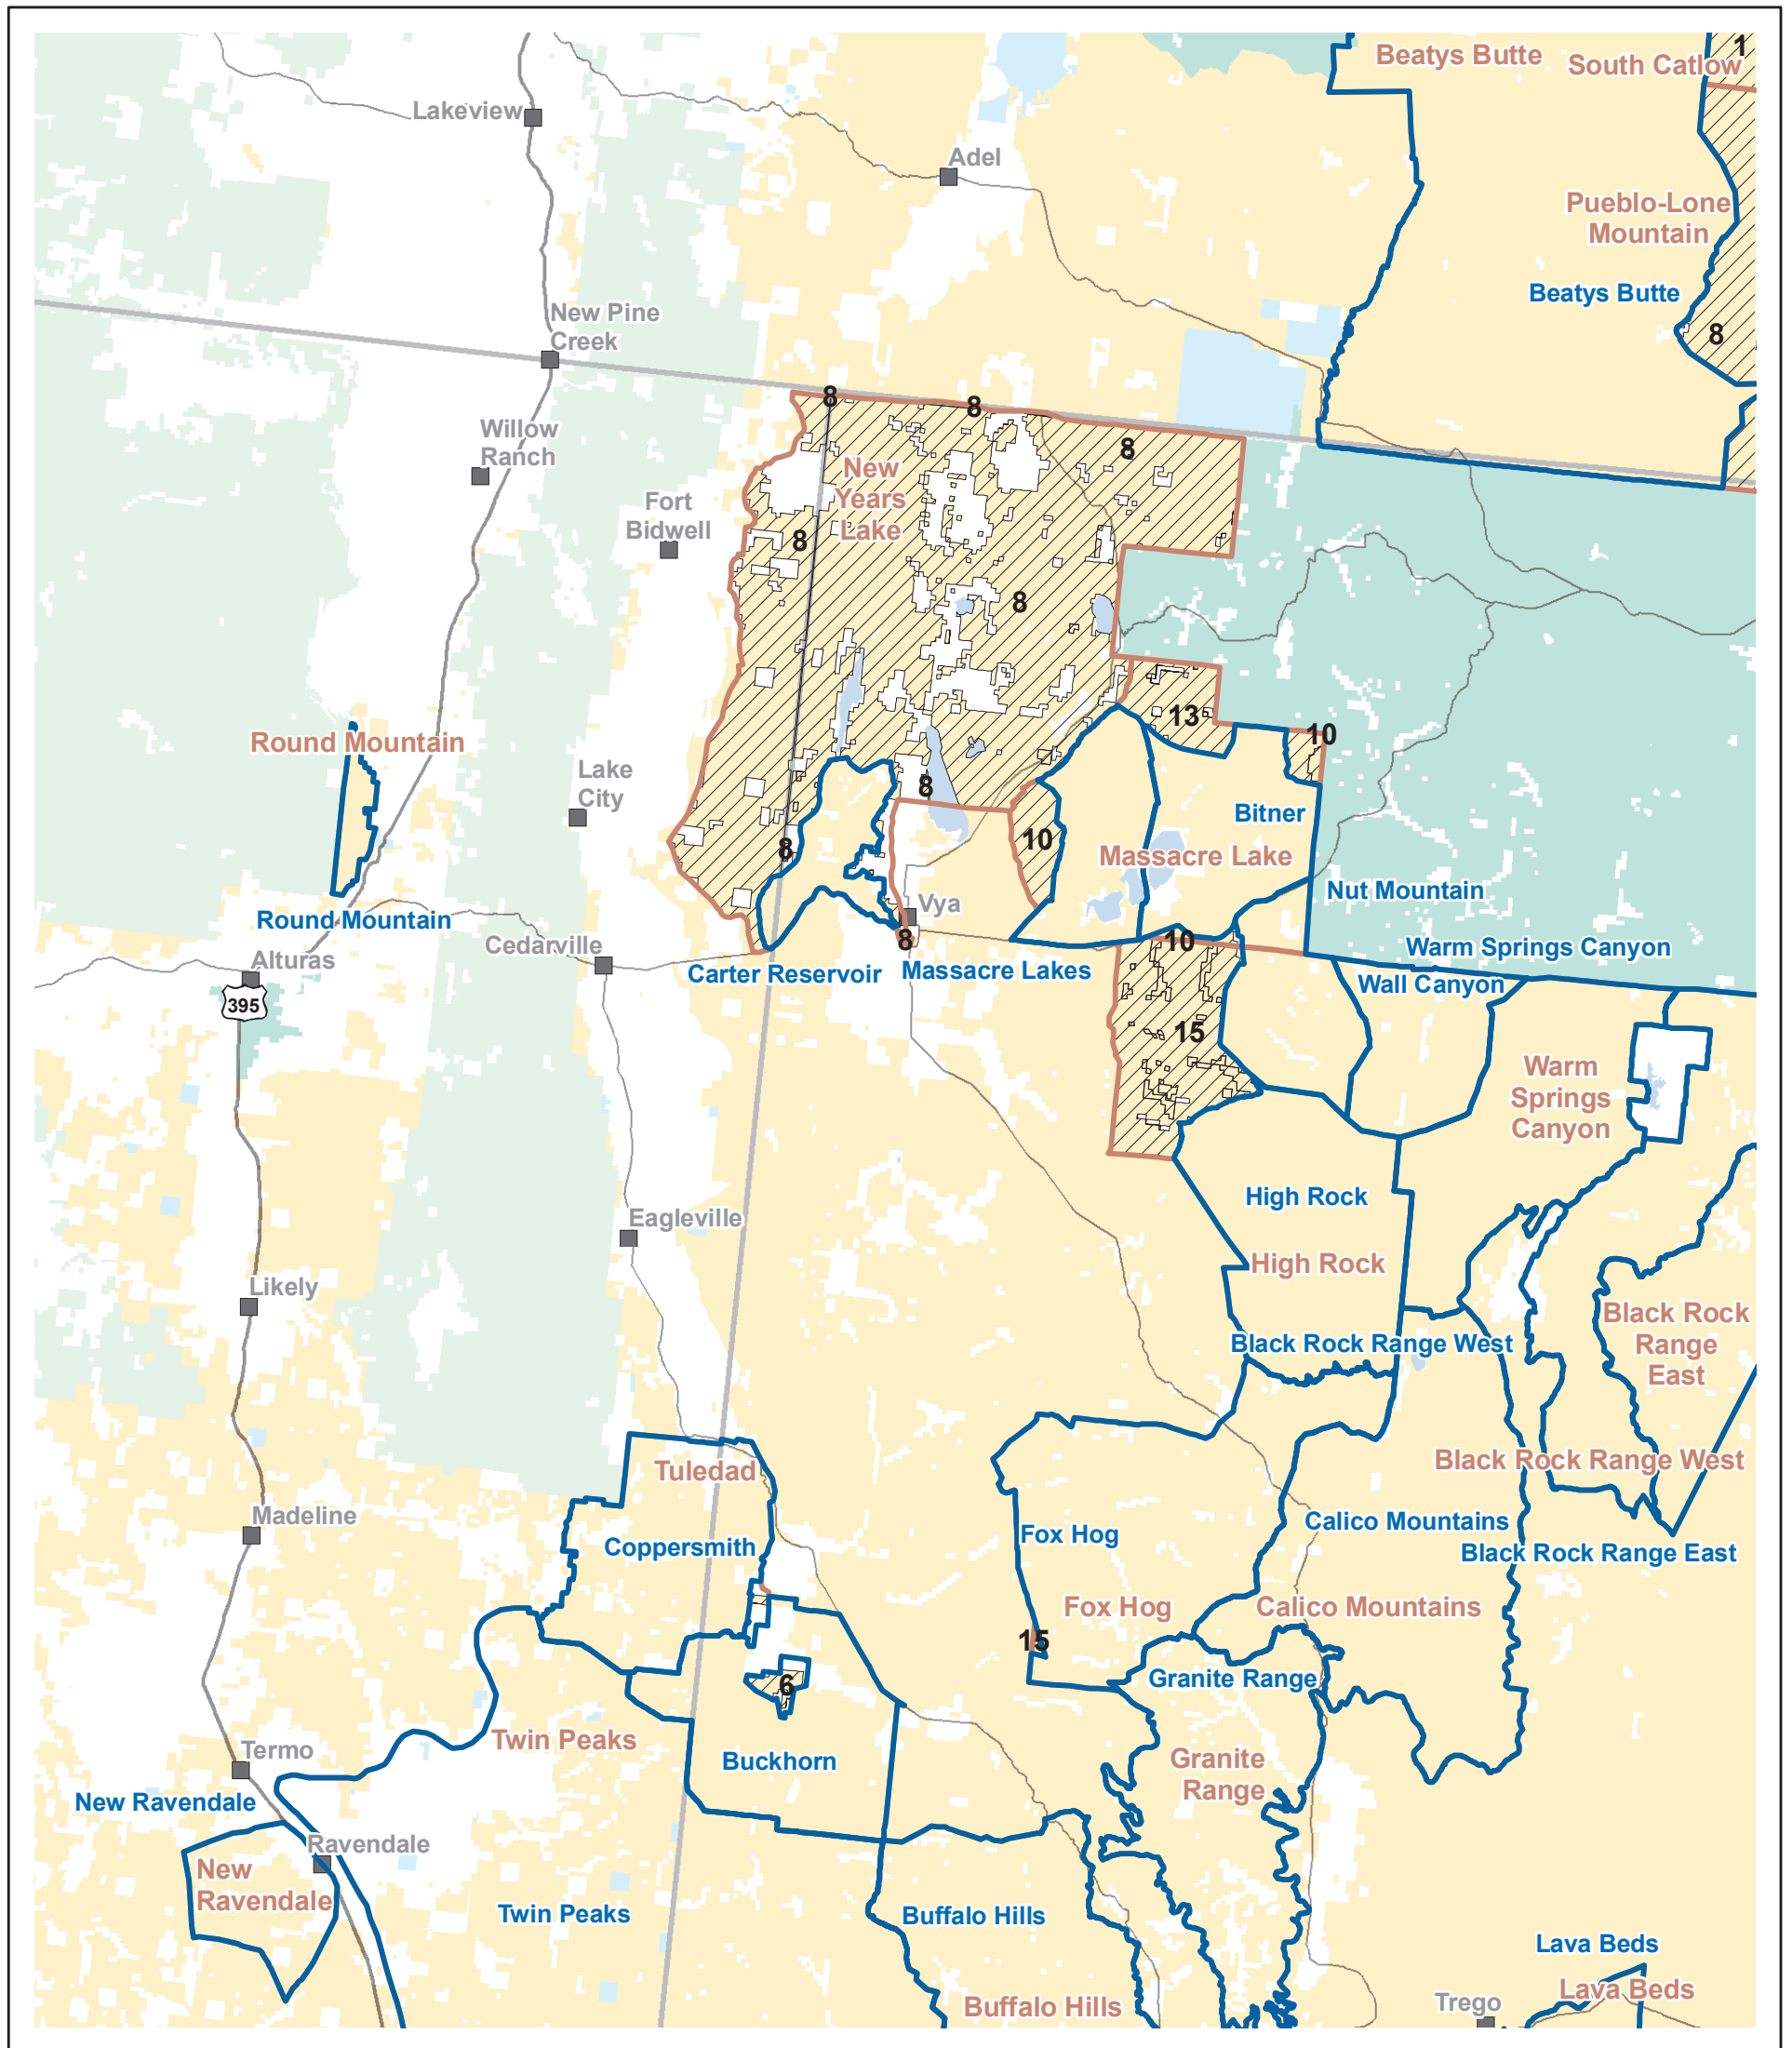 Beatys Butte
South Catlow
1
Lakeview
Adel
Pueblo-Lone
Mountain
Beatys Butte
New Pine
Creek
8
8
8
8
Willow
Ranch
New
Years
Lake
Fort
Bidwell
8
8
13
10
Round Mountain
Lake
City
8
Bitner
8
10
Massacre Lake
Nut Mountain
Round Mountain
Vya
8
10
Cedarville
Alturas
Carter Reservoir
Massacre Lakes
Warm Springs Canyon
Wall Canyon
395
15
Warm
Springs
Canyon
High Rock
Eagleville
High Rock
Likely
Black Rock
Range
East
Black Rock Range West
Black Rock Range West
Tuledad
Madeline
Coppersmith
Fox Hog
Calico Mountains
Black Rock Range East
Fox Hog
Calico Mountains
15
Granite Range
6
Twin Peaks
Termo
Buckhorn
Granite
Range
New Ravendale
Ravendale
New
Ravendale
Twin Peaks
Buffalo Hills
Lava Beds
Lava Beds
Buffalo Hills
Trego